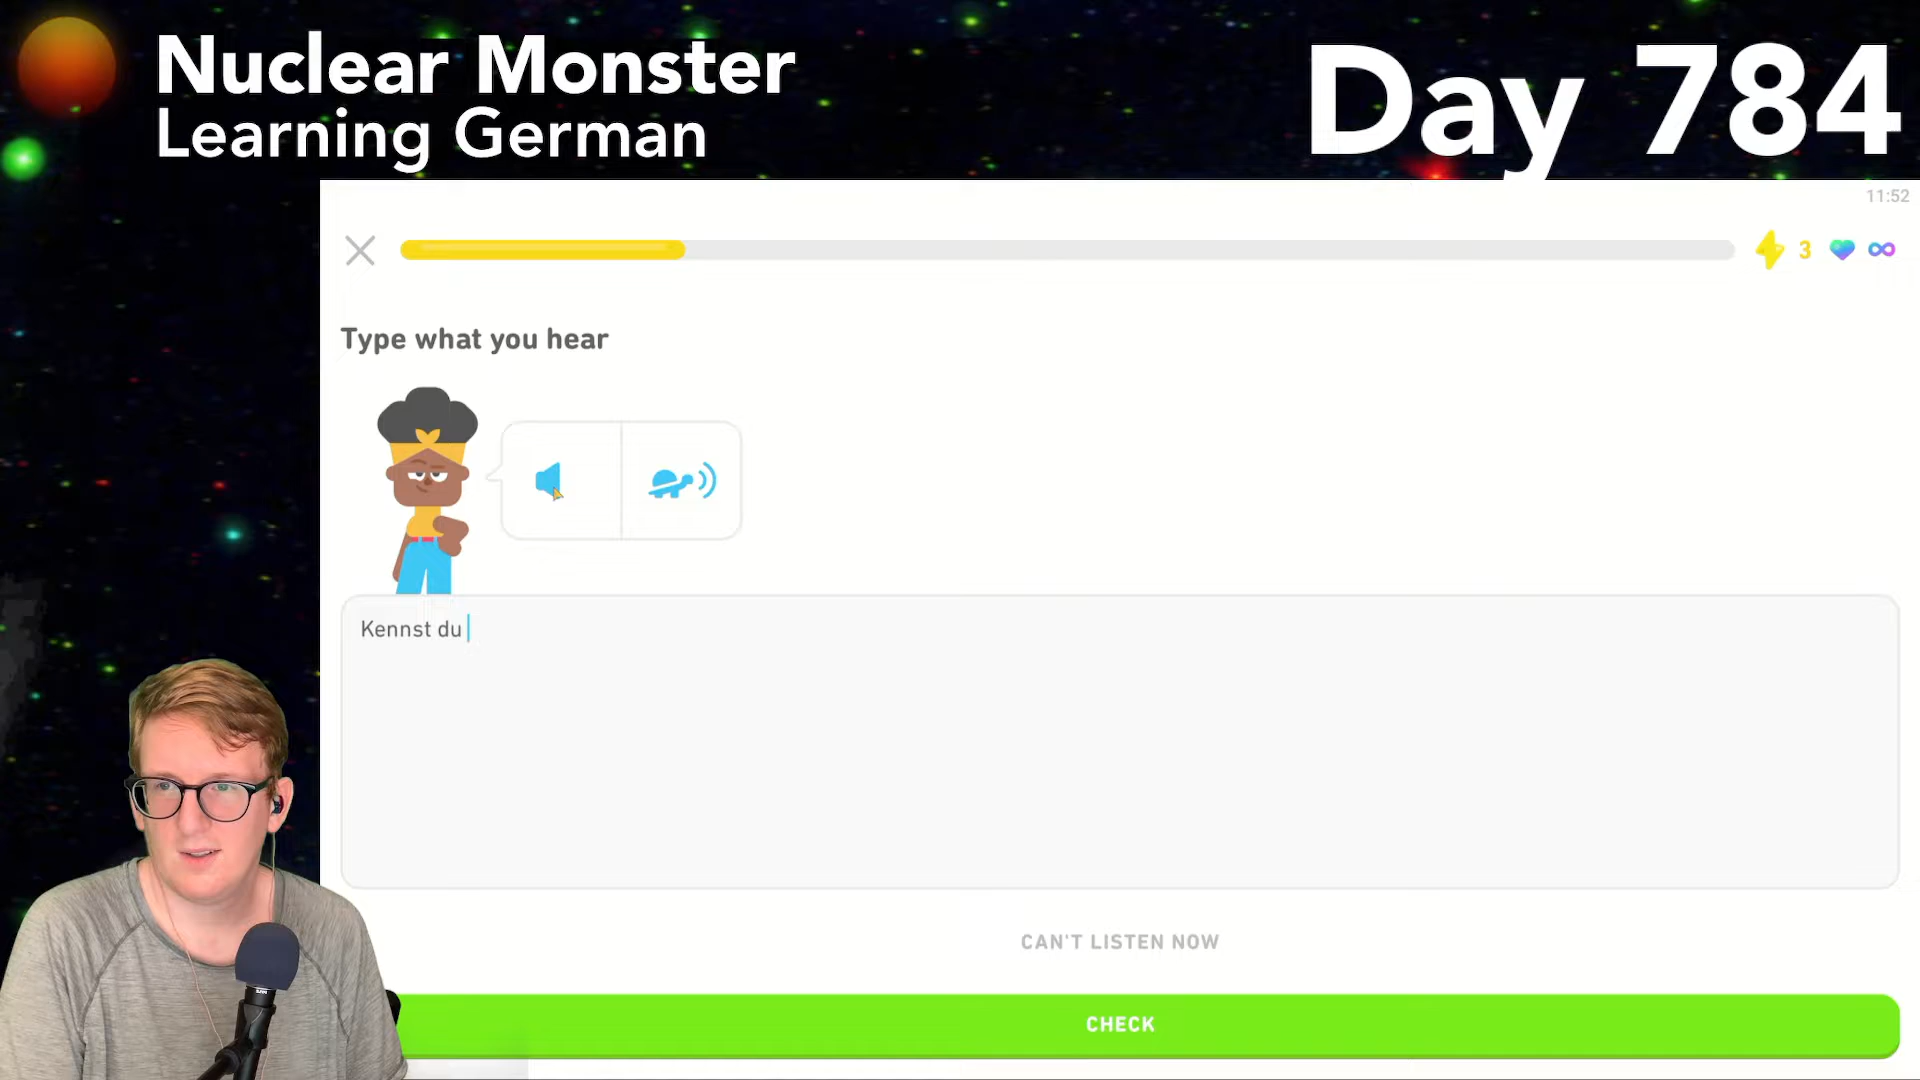 Nuclear Monster
Learning German
Day 784
11:52
3
Type what you hear
Kennst du
CAN'T LISTEN NOW
CHECK